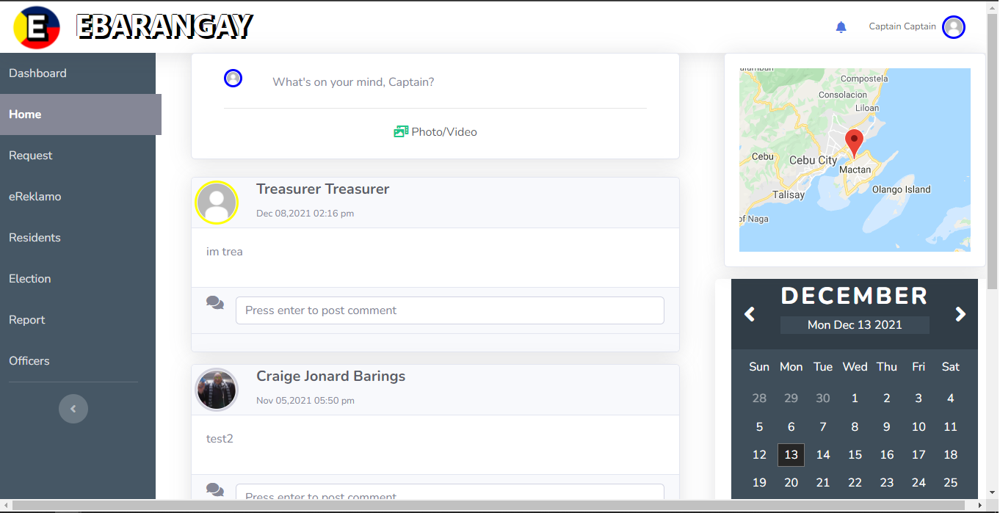 E EBARANGAY
Captain Captain
Dashboard
Home
Request
eReklamo
Residents
Election
Report
Officers
What's on your mind, Captain?
Photo/Video
Treasurer Treasurer
Dec 08,2021 02:16 pm
im trea
Press enter to post comment
Craige Jonard Barings
Nov 05,2021 05:50 pm
test2
Press enter to post comment
Compostela
Consolacion
Liloan
Cebu
Cebu City
Mactan
Olango Island
Talisay
of Naga
DECEMBER
Mon Dec 13 2021
Sun Mon Tue Wed Thu Fri Sat
28 29 30 1 2 3 4
5 6 7 8 9 10 11
12 13 14 15 16 17 18
19 20 21 22 23 24 25